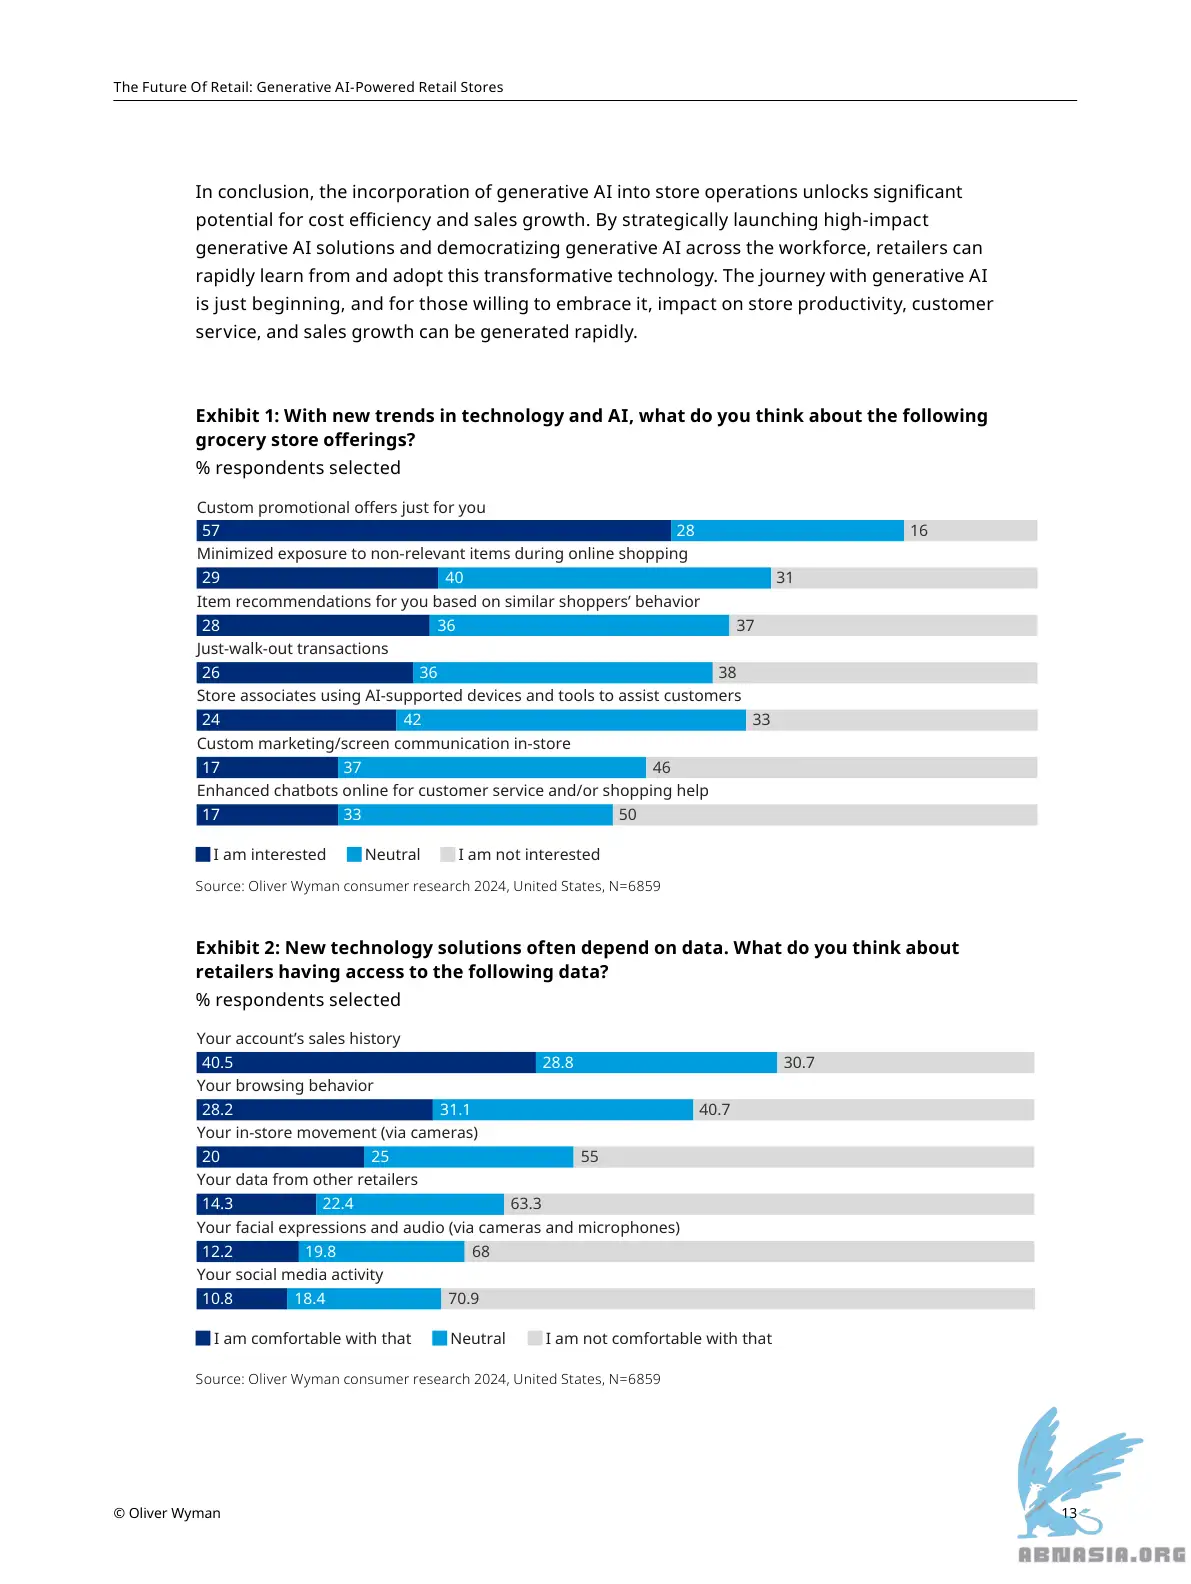 The Future Of Retail: Generative AI-Powered Retail Stores
In conclusion, the incorporation of generative AI into store operations unlocks significant
potential for cost efficiency and sales growth. By strategically launching high-impact
generative AI solutions and democratizing generative AI across the workforce, retailers can
rapidly learn from and adopt this transformative technology. The journey with generative AI
is just beginning, and for those willing to embrace it, impact on store productivity, customer
service, and sales growth can be generated rapidly.
Exhibit 1: With new trends in technology and AI, what do you think about the following
grocery store offerings?
% respondents selected
Custom promotional offers just for you
57 28 16
Minimized exposure to non-relevant items during online shopping
29 40 31
Item recommendations for you based on similar shoppers’ behavior
28 36 37
Just-walk-out transactions
26 36 38
Store associates using AI-supported devices and tools to assist customers
24 42 33
Custom marketing/screen communication in-store
17 37 46
Enhanced chatbots online for customer service and/or shopping help
17 33 50
I am interested Neutral I am not interested
Source: Oliver Wyman consumer research 2024, United States, N=6859
Exhibit 2: New technology solutions often depend on data. What do you think about
retailers having access to the following data?
% respondents selected
Your account’s sales history
40.5 28.8 30.7
Your browsing behavior
28.2 31.1 40.7
Your in-store movement (via cameras)
20 25 55
Your data from other retailers
14.3 22.4 63.3
Your facial expressions and audio (via cameras and microphones)
12.2 19.8 68
Your social media activity
10.8 18.4 70.9
I am comfortable with that Neutral I am not comfortable with that
Source: Oliver Wyman consumer research 2024, United States, N=6859
© Oliver Wyman 13
ABNASIA.ORG